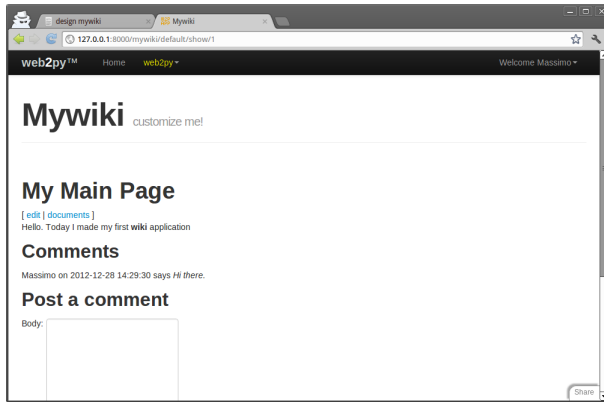 design mywiki
Mywiki
127.0.0.1:8000/mywiki/default/show/1
web2py™ Home web2py Welcome Massimo
Mywiki customize me!
My Main Page
[ edit | documents ]
Hello. Today I made my first wiki application
Comments
Massimo on 2012-12-28 14:29:30 says Hi there.
Post a comment
Body:
Share